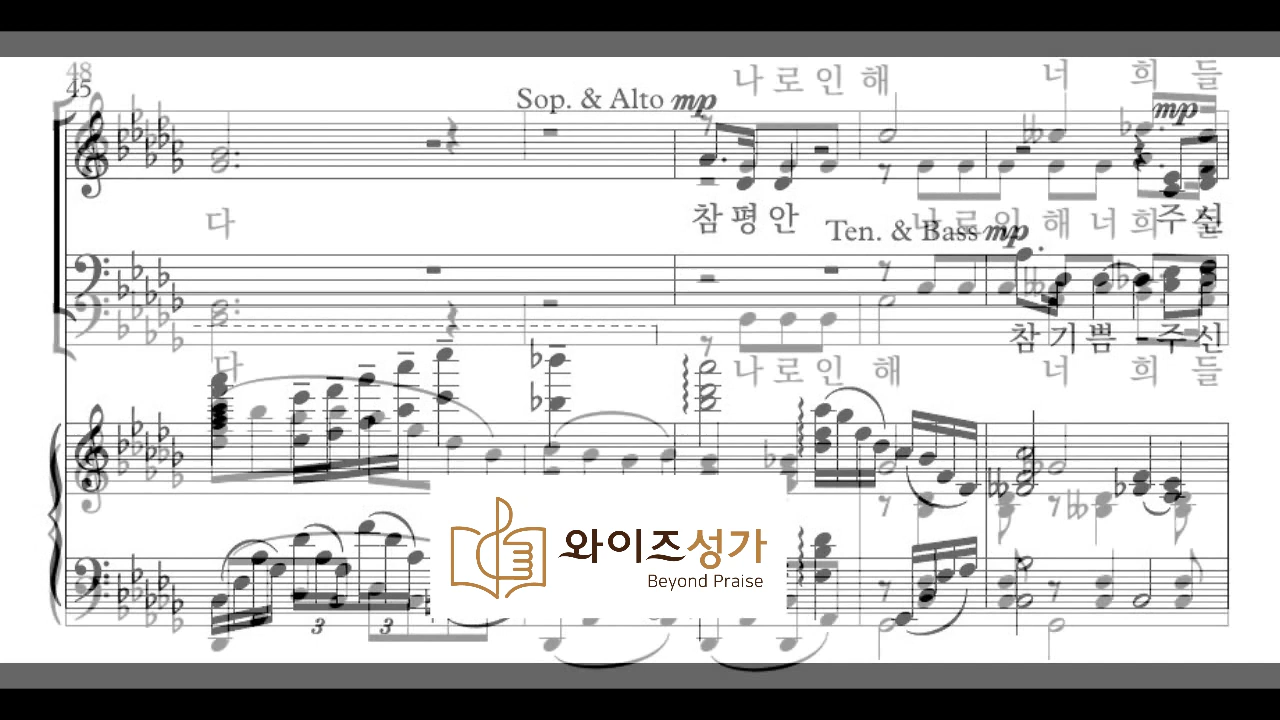 48
45
나 로 인 해 너 희 들
Sop. & Alto mp
mp
다 참 평 안 나 로 인 해 너 희 주 신
Ten. & Bass mp
참 기 쁨 - 주 신
다 나 로 인 해 너 희 들
와이즈성가
Beyond Praise
3 3